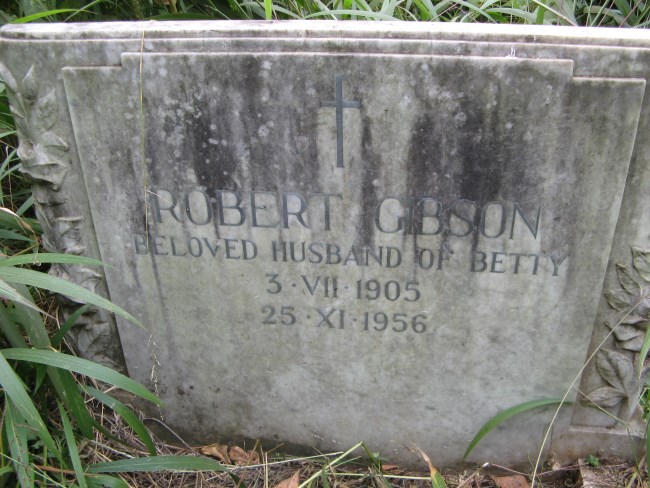 ROBERT GIBSON
BELOVED HUSBAND OF BETTY
3·VII·1905
25·XI·1956